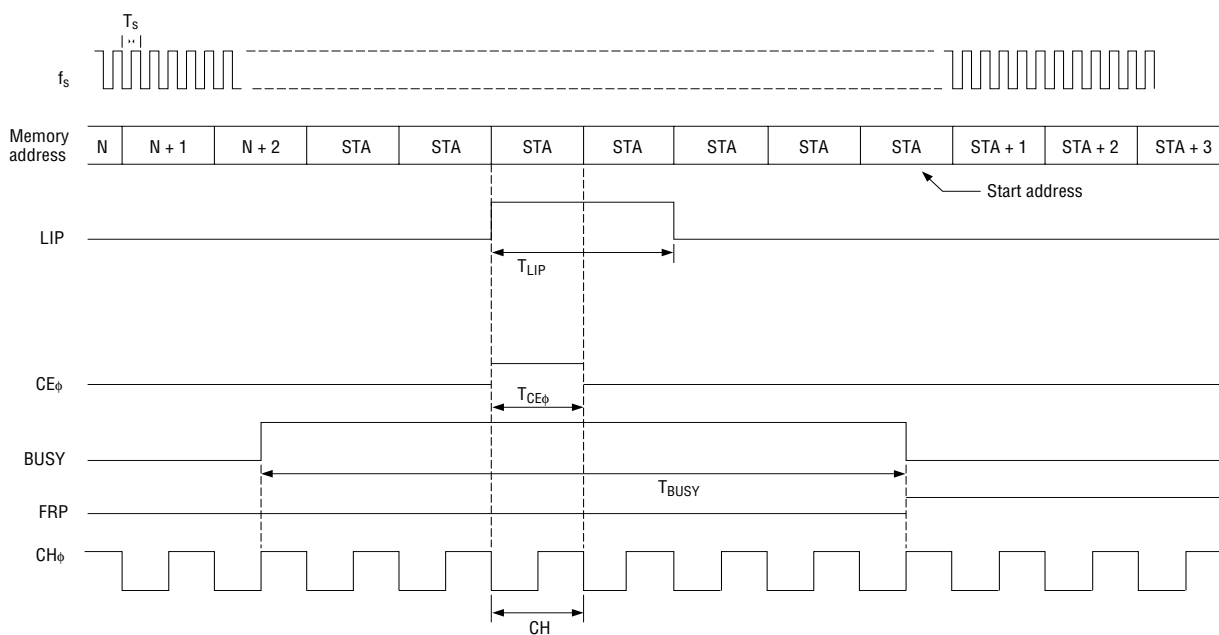 Ts
fs
Memory address N N + 1 N + 2 STA STA STA STA STA STA STA STA + 1 STA + 2 STA + 3
Start address
LIP
TLIP
CEϕ
TCEϕ
BUSY
TBUSY
FRP
CHϕ
CH